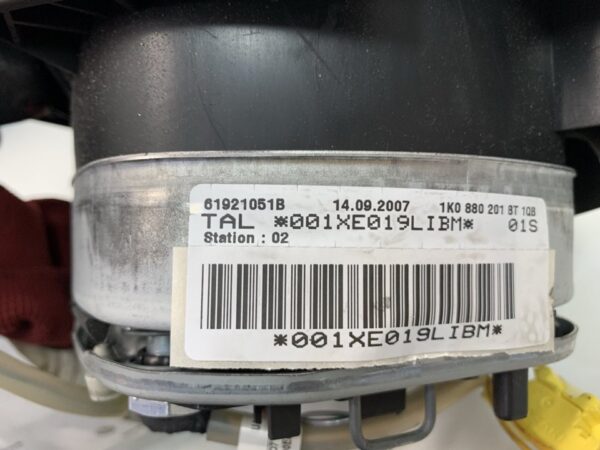 61921051B 14.09.2007 1K0 880 201 BT 1QB
TAL *001XE019LIBM* 01S
Station : 02
*001XE019LIBM*